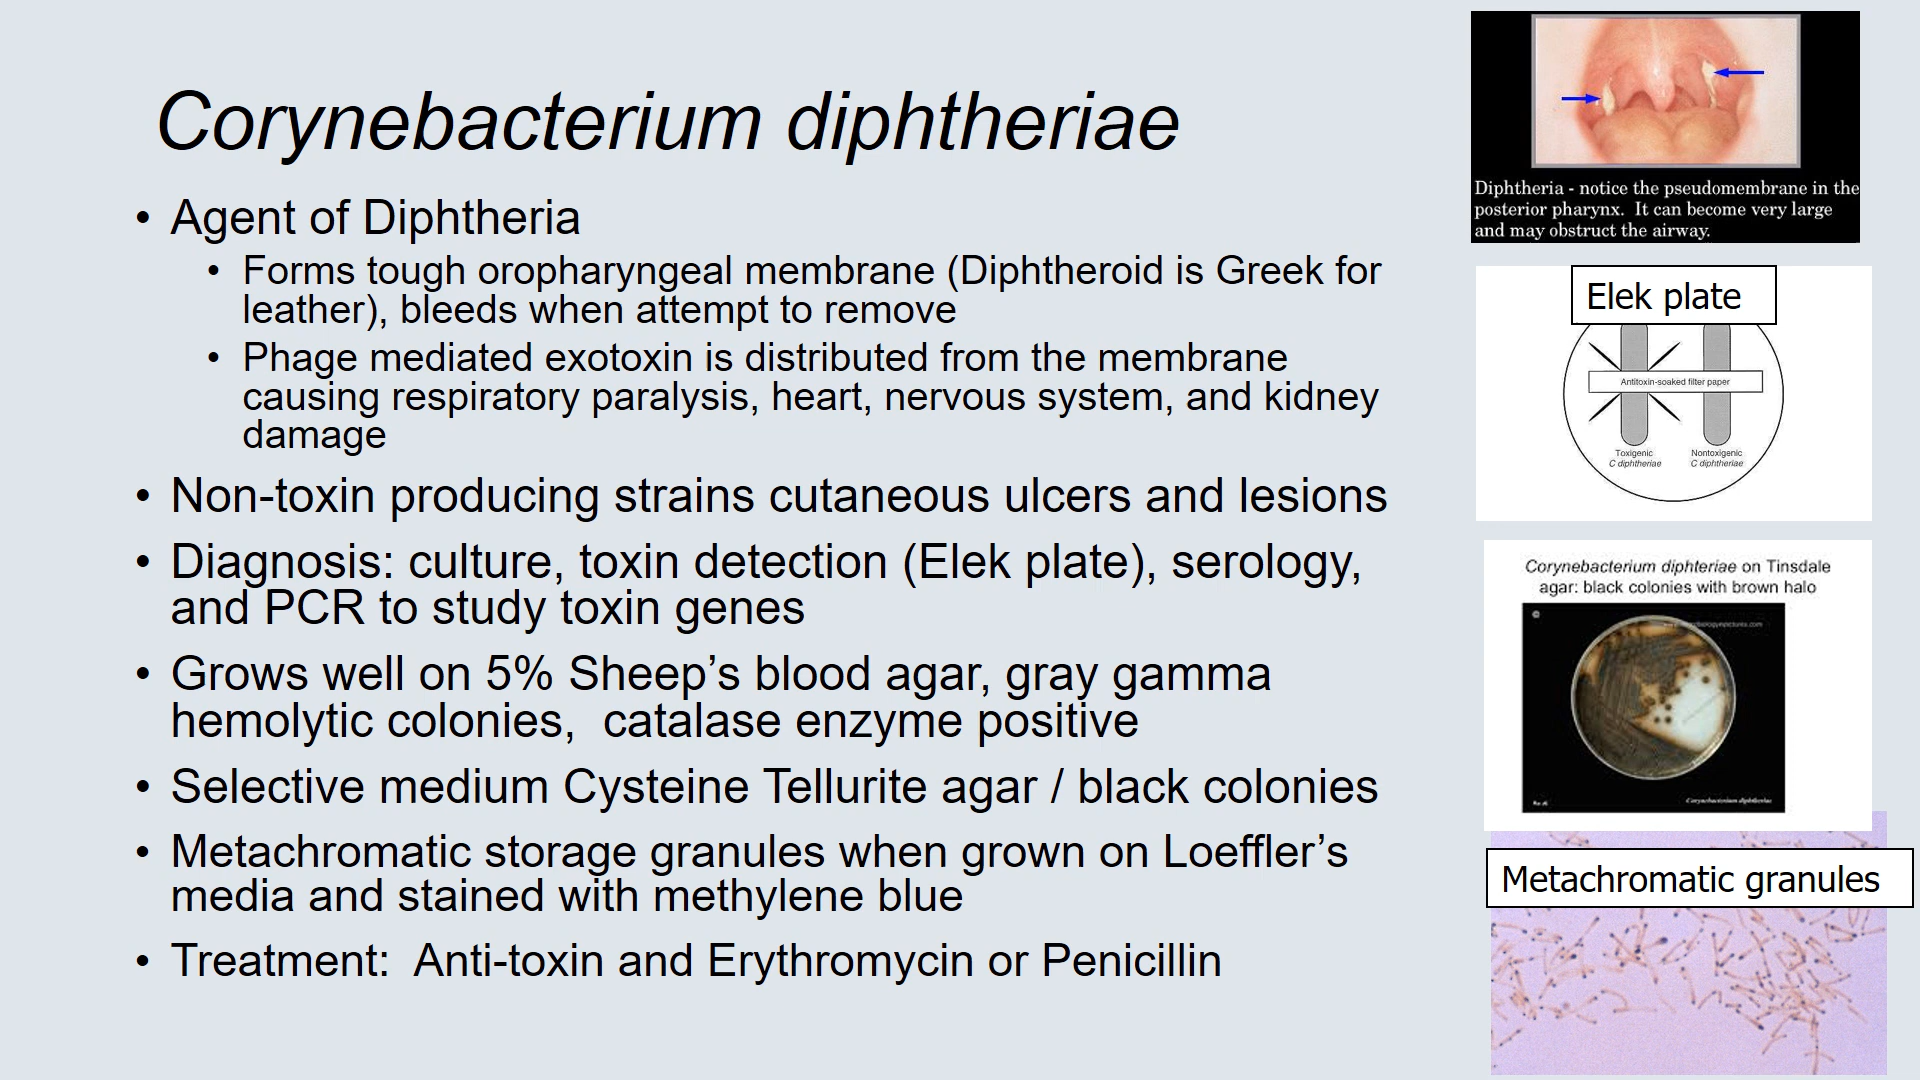 Corynebacterium diphtheriae
• Agent of Diphtheria
• Forms tough oropharyngeal membrane (Diphtheroid is Greek for
leather), bleeds when attempt to remove
• Phage mediated exotoxin is distributed from the membrane
causing respiratory paralysis, heart, nervous system, and kidney
damage
• Non-toxin producing strains cutaneous ulcers and lesions
• Diagnosis: culture, toxin detection (Elek plate), serology,
and PCR to study toxin genes
• Grows well on 5% Sheep’s blood agar, gray gamma
hemolytic colonies,  catalase enzyme positive
• Selective medium Cysteine Tellurite agar / black colonies
• Metachromatic storage granules when grown on Loeffler’s
media and stained with methylene blue
• Treatment:  Anti-toxin and Erythromycin or Penicillin
Diphtheria - notice the pseudomembrane in the
posterior pharynx.  It can become very large
and may obstruct the airway.
Elek plate
Antitoxin-soaked filter paper
Toxigenic
C diphtheriae
Nontoxigenic
C diphtheriae
Corynebacterium diphteriae on Tinsdale
agar: black colonies with brown halo
Corynebacterium diphtheriae
Metachromatic granules